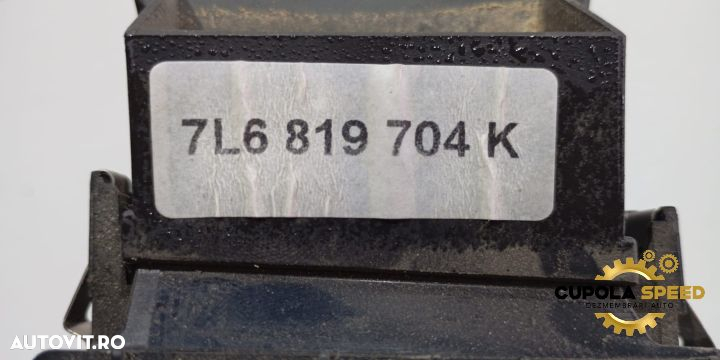 7L6 819 704 K
CUPOLA SPEED
DEZMEMBRARI AUTO
AUTOVIT.RO